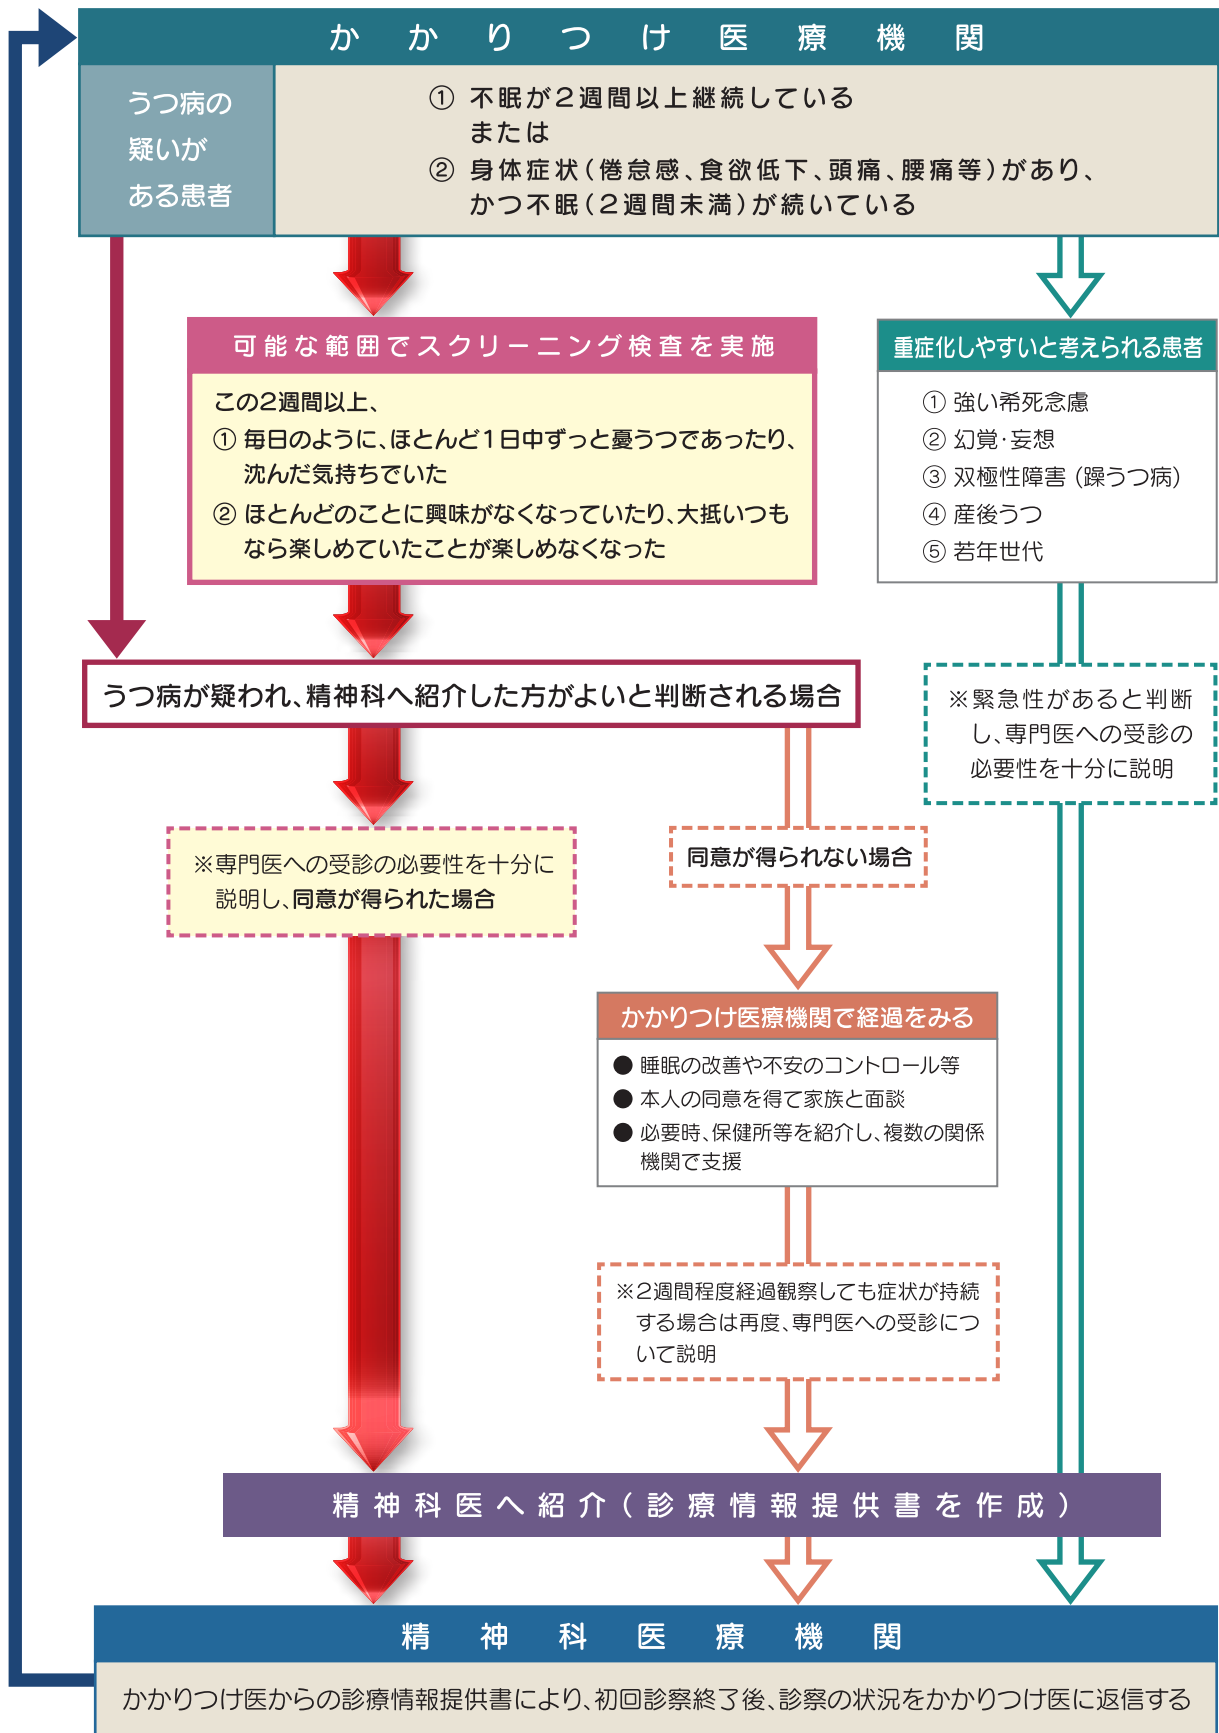 かかりつけ医療機関
うつ病の
疑いが
ある患者
① 不眠が2週間以上継続している
または
② 身体症状(倦怠感、食欲低下、頭痛、腰痛等)があり、
かつ不眠(2週間未満)が続いている
可能な範囲でスクリーニング検査を実施
この2週間以上、
① 毎日のように、ほとんど1日中ずっと憂うつであったり、
沈んだ気持ちでいた
② ほとんどのことに興味がなくなっていたり、大抵いつも
なら楽しめていたことが楽しめなくなった
重症化しやすいと考えられる患者
① 強い希死念慮
② 幻覚・妄想
③ 双極性障害 (躁うつ病)
④ 産後うつ
⑤ 若年世代
うつ病が疑われ、精神科へ紹介した方がよいと判断される場合
※緊急性があると判断
し、専門医への受診の
必要性を十分に説明
※専門医への受診の必要性を十分に
説明し、同意が得られた場合
同意が得られない場合
かかりつけ医療機関で経過をみる
● 睡眠の改善や不安のコントロール等
● 本人の同意を得て家族と面談
● 必要時、保健所等を紹介し、複数の関係
機関で支援
※2週間程度経過観察しても症状が持続
する場合は再度、専門医への受診につ
いて説明
精神科医へ紹介(診療情報提供書を作成)
精神科医療機関
かかりつけ医からの診療情報提供書により、初回診察終了後、診察の状況をかかりつけ医に返信する